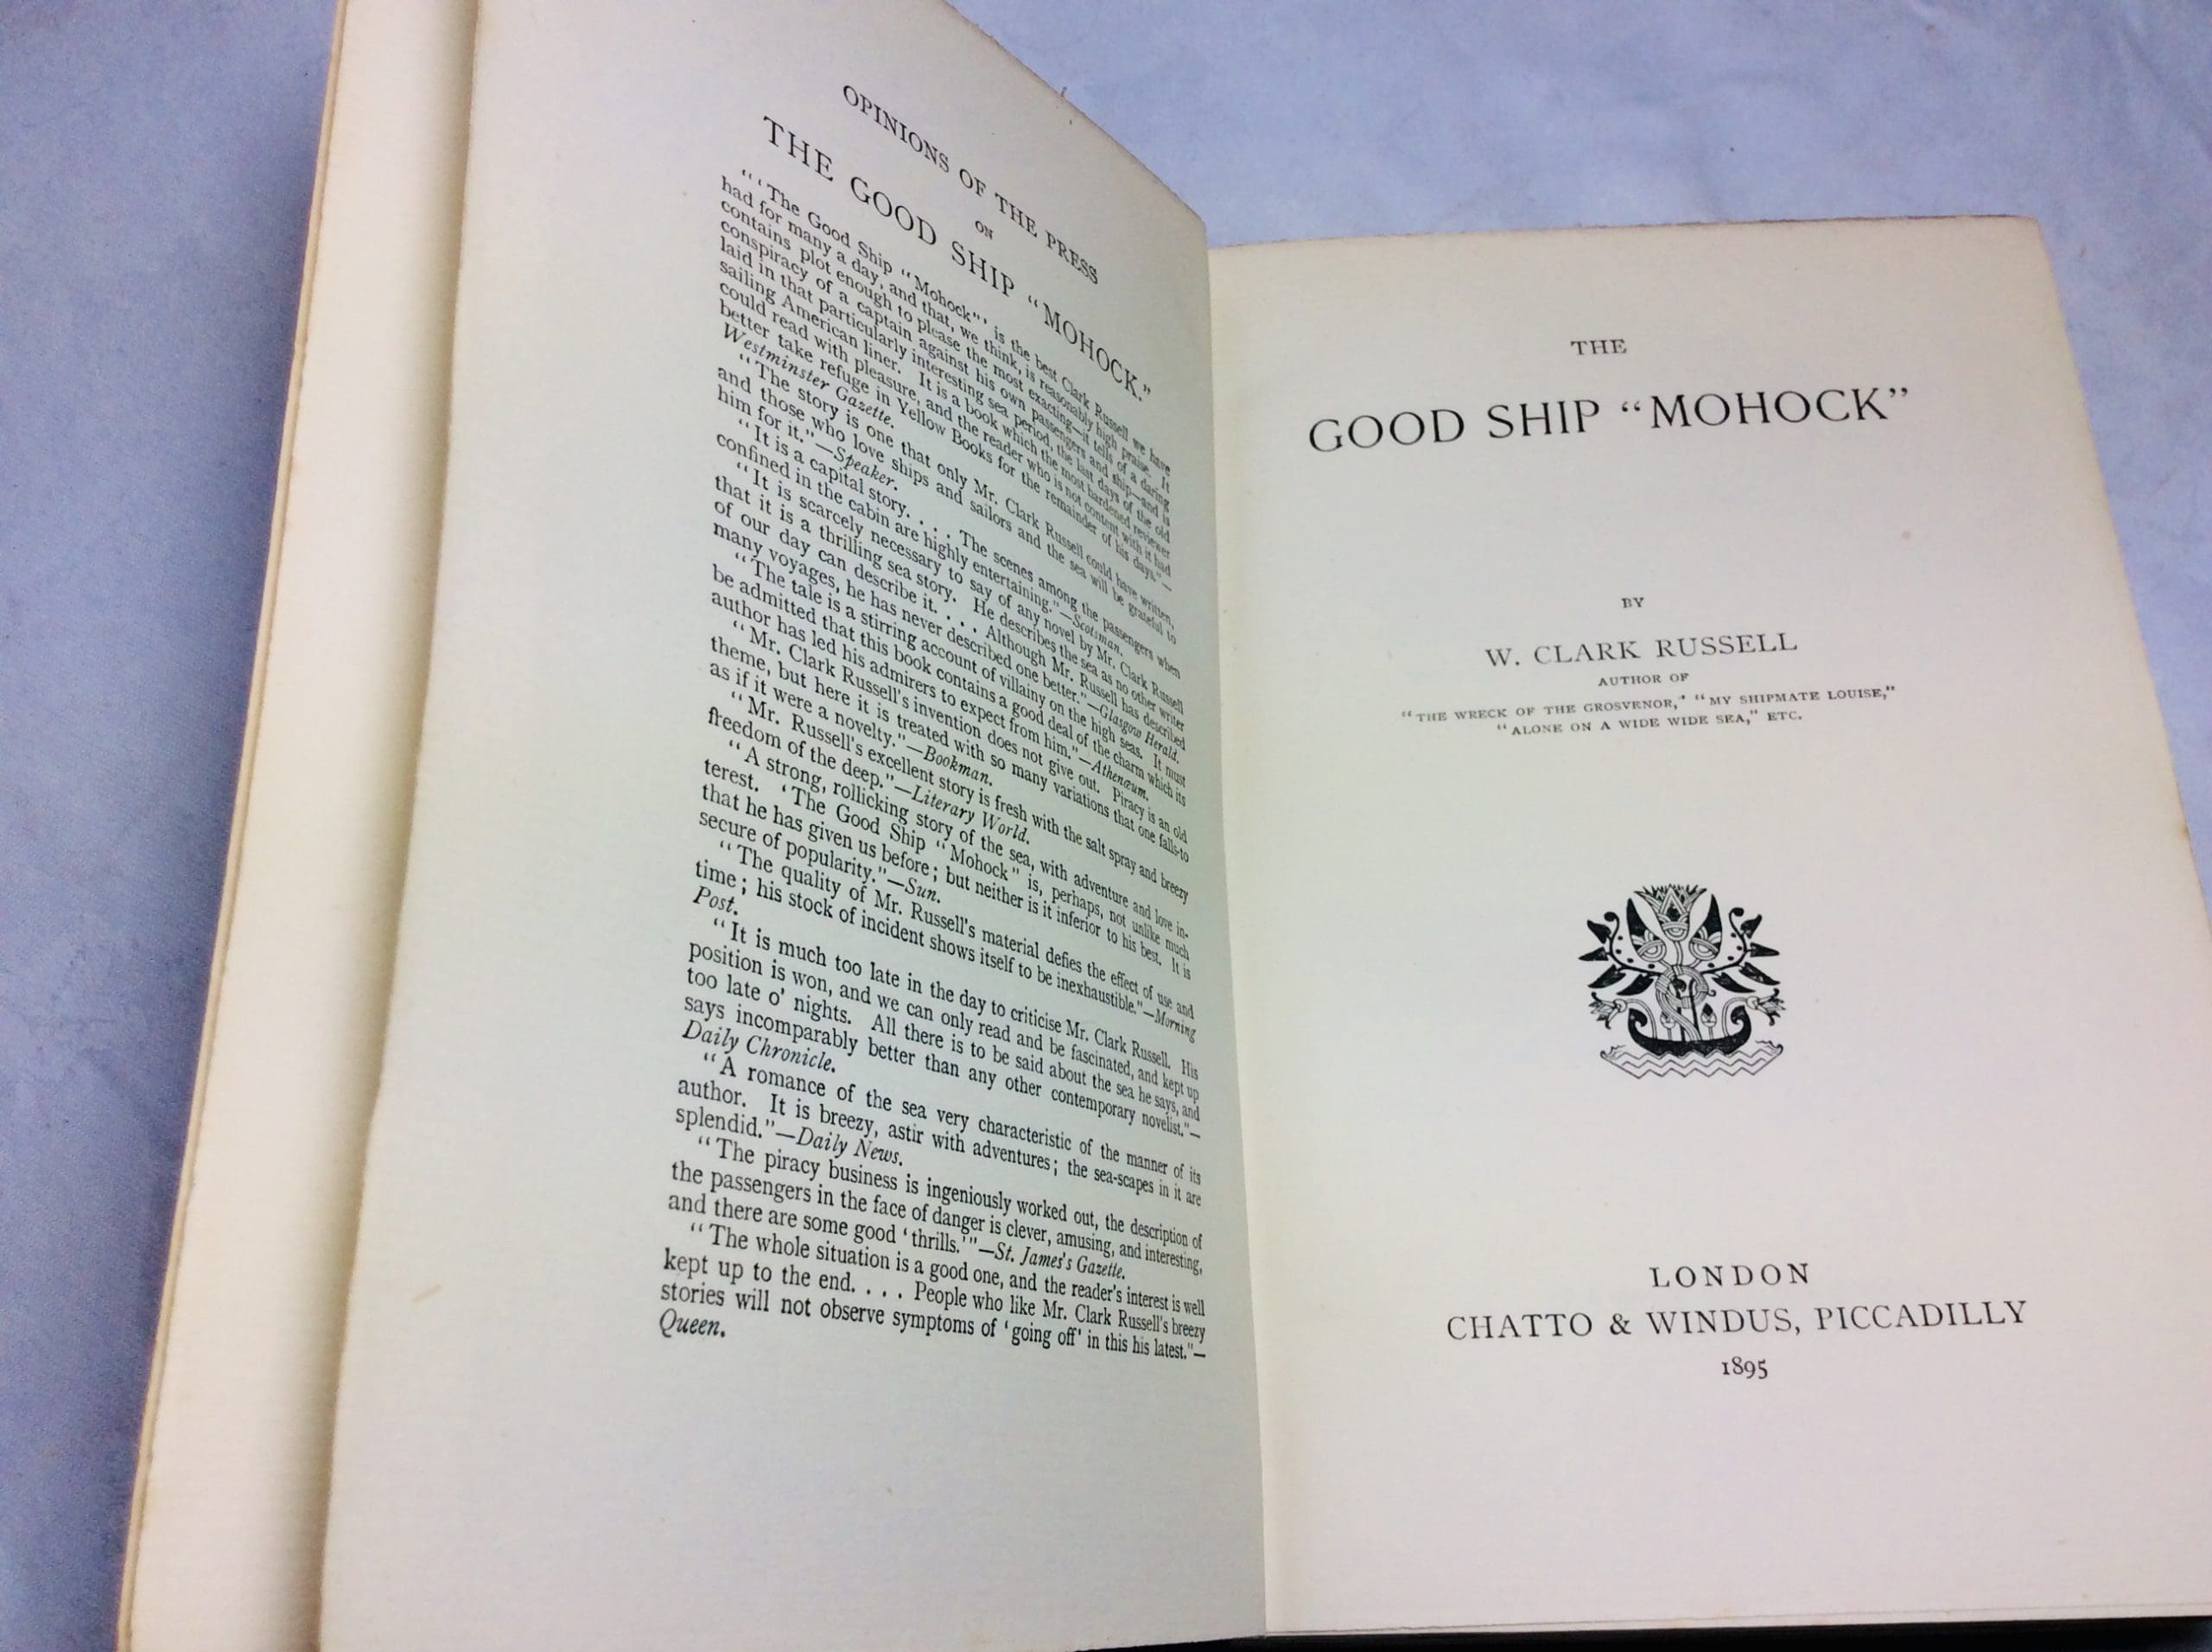 OPINIONS OF THE PRESS
ON
THE GOOD SHIP “MOHOCK.”
“‘The Good Ship “Mohock”’ is the best Clark Russell we have
had for many a day, and that, we think, is reasonably high praise. It
contains plot enough to please the most exacting—it tells of a daring
conspiracy of a captain against his own passengers and ship—and is
laid in that particularly interesting sea period, the last days of the old
sailing American liner. It is a book which the most hardened reviewer
could read with pleasure, and the reader who is not content with it had
better take refuge in Yellow Books for the remainder of his days.”—
Westminster Gazette.
“The story is one that only Mr. Clark Russell could have written,
and those who love ships and sailors and the sea will be grateful to
him for it.”—Speaker.
“It is a capital story. . . . The scenes among the passengers when
confined in the cabin are highly entertaining.”—Scotsman.
“It is scarcely necessary to say of any novel by Mr. Clark Russell
that it is a thrilling sea story. He describes the sea as no other writer
of our day can describe it. . . . Although Mr. Russell has described
many voyages, he has never described one better.”—Glasgow Herald.
“The tale is a stirring account of villainy on the high seas. It must
be admitted that this book contains a good deal of the charm which its
author has led his admirers to expect from him.”—Athenæum.
“Mr. Clark Russell's invention does not give out. Piracy is an old
theme, but here it is treated with so many variations that one falls to
as if it were a novelty.”—Bookman.
“Mr. Russell's excellent story is fresh with the salt spray and breezy
freedom of the deep.”—Literary World.
“A strong, rollicking story of the sea, with adventure and love in-
terest. ‘The Good Ship “Mohock” is, perhaps, not unlike much
that he has given us before; but neither is it inferior to his best. It is
secure of popularity.”—Sun.
“The quality of Mr. Russell's material defies the effect of use and
time; his stock of incident shows itself to be inexhaustible.”—Morning
Post.
“It is much too late in the day to criticise Mr. Clark Russell. His
position is won, and we can only read and be fascinated, and kept up
too late o' nights. All there is to be said about the sea he says, and
says incomparably better than any other contemporary novelist.”—
Daily Chronicle.
“A romance of the sea very characteristic of the manner of its
author. It is breezy, astir with adventures; the sea-scapes in it are
splendid.”—Daily News.
“The piracy business is ingeniously worked out, the description of
the passengers in the face of danger is clever, amusing, and interesting,
and there are some good ‘thrills.’”—St. James's Gazette.
“The whole situation is a good one, and the reader's interest is well
kept up to the end. . . . People who like Mr. Clark Russell's breezy
stories will not observe symptoms of ‘going off’ in this his latest.”—
Queen.
THE
GOOD SHIP “MOHOCK”
BY
W. CLARK RUSSELL
AUTHOR OF
“THE WRECK OF THE GROSVENOR,” “MY SHIPMATE LOUISE,”
“ALONE ON A WIDE WIDE SEA,” ETC.
LONDON
CHATTO & WINDUS, PICCADILLY
1895